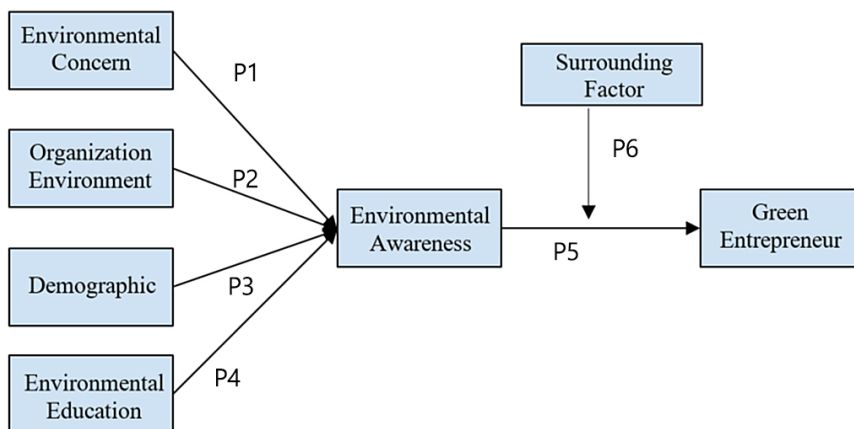 Environmental
Concern
P1
Surrounding
Factor
P6
Organization
Environment
P2
Environmental
Awareness
P5
Green
Entrepreneur
Demographic
P3
Environmental
Education
P4